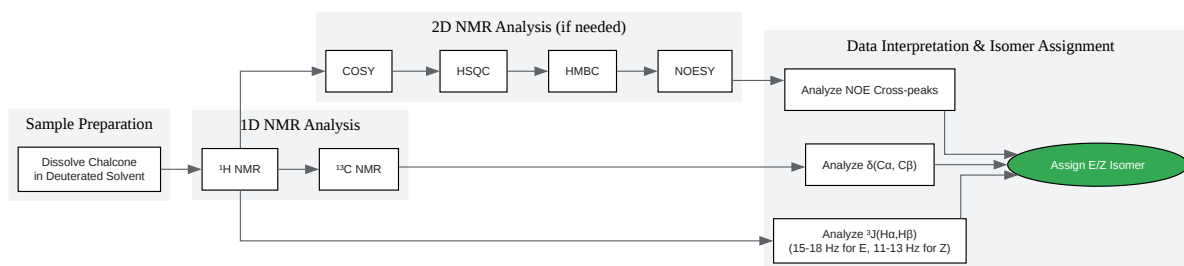 2D NMR Analysis (if needed)
COSY
HSQC
HMBC
NOESY
Data Interpretation & Isomer Assignment
Analyze NOE Cross-peaks
Sample Preparation
Dissolve Chalcone
in Deuterated Solvent
1D NMR Analysis
¹H NMR
¹³C NMR
Analyze δ(Cα, Cβ)
Assign E/Z Isomer
Analyze ³J(Hα,Hβ)
(15-18 Hz for E, 11-13 Hz for Z)